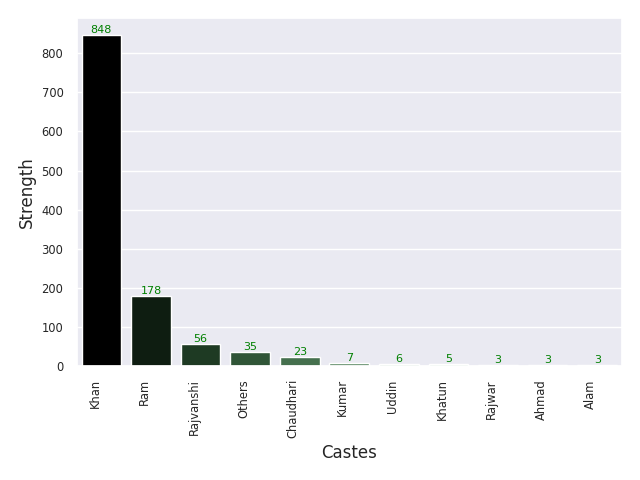 848
800
700
600
500
400
300
200
100
0
Strength
178
56
35
23
7
6
5
3
3
3
Khan
Ram
Rajvanshi
Others
Chaudhari
Kumar
Uddin
Khatun
Rajwar
Ahmad
Alam
Castes